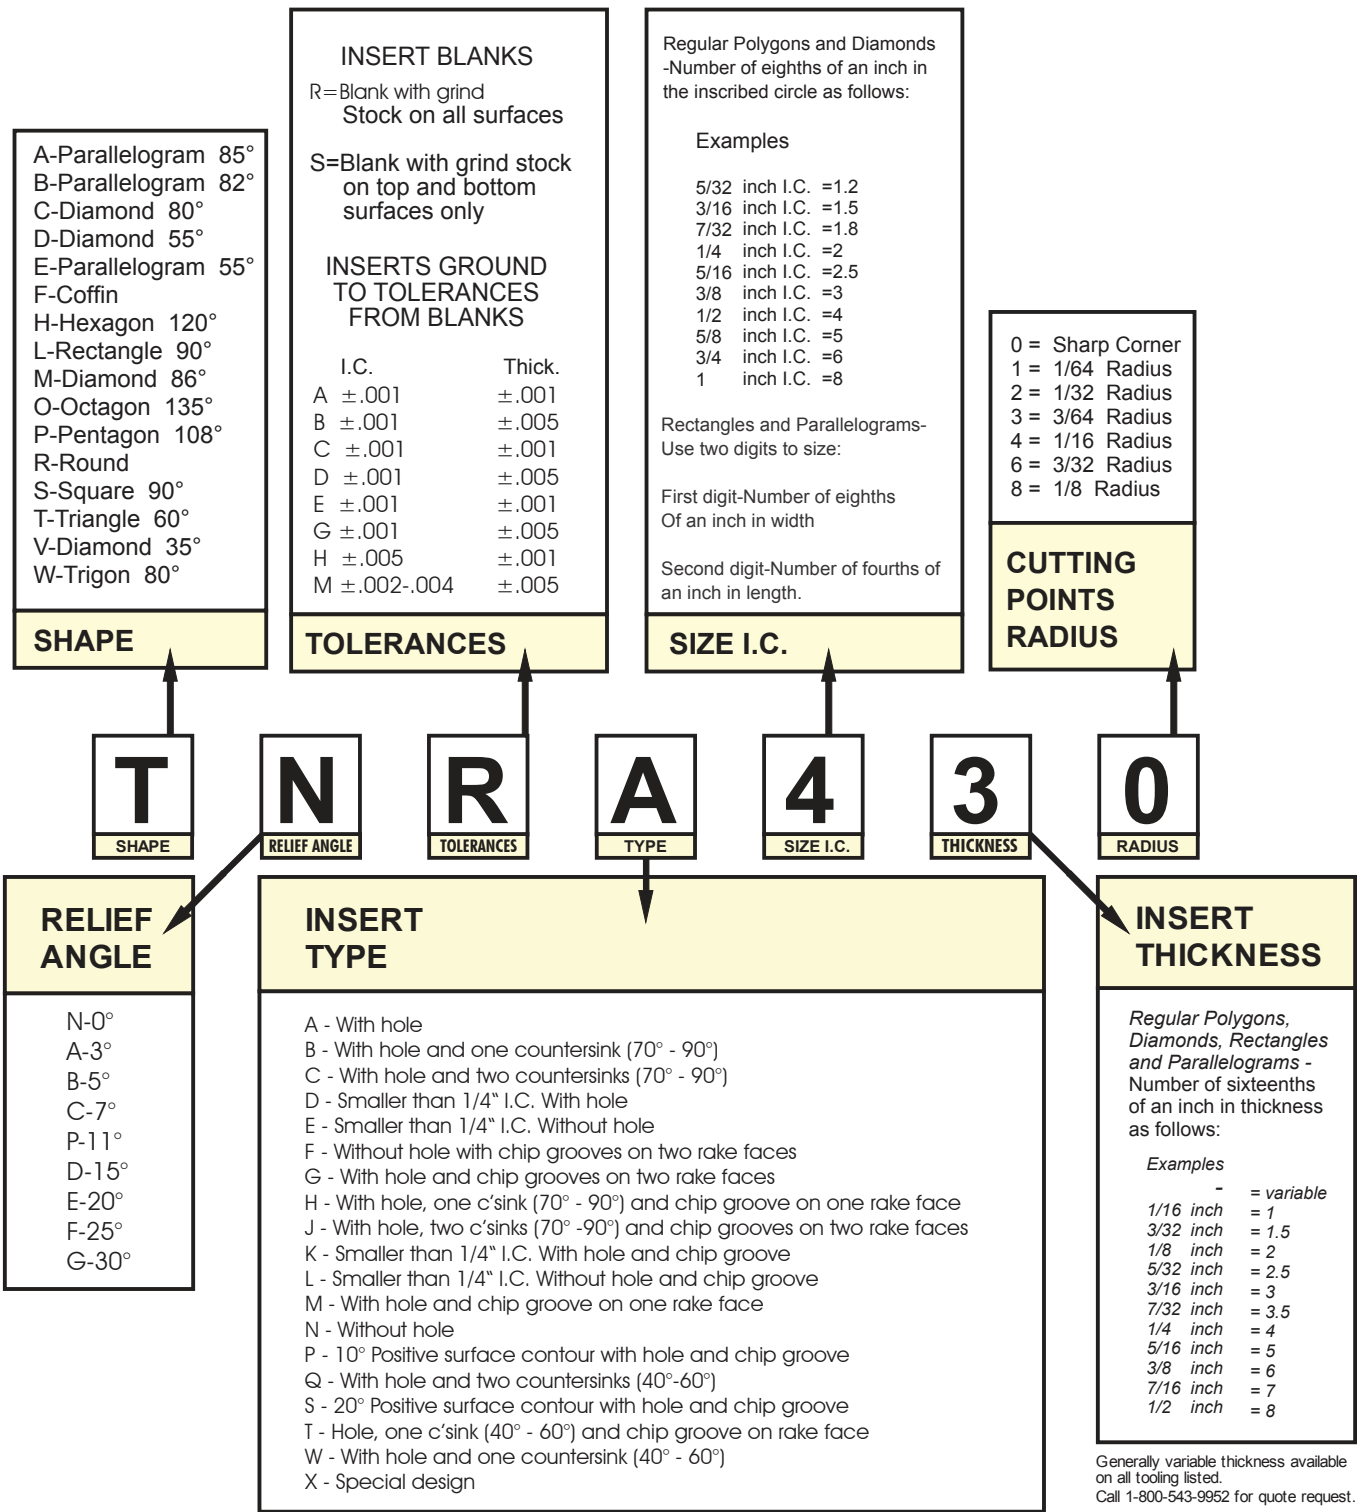 A-Parallelogram 85°
B-Parallelogram 82°
C-Diamond 80°
D-Diamond 55°
E-Parallelogram 55°
F-Coffin
H-Hexagon 120°
L-Rectangle 90°
M-Diamond 86°
O-Octagon 135°
P-Pentagon 108°
R-Round
S-Square 90°
T-Triangle 60°
V-Diamond 35°
W-Trigon 80°
SHAPE
INSERT BLANKS
R=Blank with grind
Stock on all surfaces
S=Blank with grind stock
on top and bottom
surfaces only
INSERTS GROUND
TO TOLERANCES
FROM BLANKS
I.C. Thick.
A ±.001 ±.001
B ±.001 ±.005
C ±.001 ±.001
D ±.001 ±.005
E ±.001 ±.001
G ±.001 ±.005
H ±.005 ±.001
M ±.002-.004 ±.005
TOLERANCES
Regular Polygons and Diamonds
-Number of eighths of an inch in
the inscribed circle as follows:
Examples
5/32 inch I.C. =1.2
3/16 inch I.C. =1.5
7/32 inch I.C. =1.8
1/4 inch I.C. =2
5/16 inch I.C. =2.5
3/8 inch I.C. =3
1/2 inch I.C. =4
5/8 inch I.C. =5
3/4 inch I.C. =6
1 inch I.C. =8
Rectangles and Parallelograms-
Use two digits to size:
First digit-Number of eighths
Of an inch in width
Second digit-Number of fourths of
an inch in length.
SIZE I.C.
0 = Sharp Corner
1 = 1/64 Radius
2 = 1/32 Radius
3 = 3/64 Radius
4 = 1/16 Radius
6 = 3/32 Radius
8 = 1/8 Radius
CUTTING
POINTS
RADIUS
T N R A 4 3 0
SHAPE RELIEF ANGLE TOLERANCES TYPE SIZE I.C. THICKNESS RADIUS
RELIEF
ANGLE
N-0°
A-3°
B-5°
C-7°
P-11°
D-15°
E-20°
F-25°
G-30°
INSERT
TYPE
A - With hole
B - With hole and one countersink (70° - 90°)
C - With hole and two countersinks (70° - 90°)
D - Smaller than 1/4“ I.C. With hole
E - Smaller than 1/4“ I.C. Without hole
F - Without hole with chip grooves on two rake faces
G - With hole and chip grooves on two rake faces
H - With hole, one c'sink (70° - 90°) and chip groove on one rake face
J - With hole, two c'sinks (70° -90°) and chip grooves on two rake faces
K - Smaller than 1/4“ I.C. With hole and chip groove
L - Smaller than 1/4“ I.C. Without hole and chip groove
M - With hole and chip groove on one rake face
N - Without hole
P - 10° Positive surface contour with hole and chip groove
Q - With hole and two countersinks (40°-60°)
S - 20° Positive surface contour with hole and chip groove
T - Hole, one c'sink (40° - 60°) and chip groove on rake face
W - With hole and one countersink (40° - 60°)
X - Special design
INSERT
THICKNESS
Regular Polygons,
Diamonds, Rectangles
and Parallelograms -
Number of sixteenths
of an inch in thickness
as follows:
Examples
- = variable
1/16 inch = 1
3/32 inch = 1.5
1/8 inch = 2
5/32 inch = 2.5
3/16 inch = 3
7/32 inch = 3.5
1/4 inch = 4
5/16 inch = 5
3/8 inch = 6
7/16 inch = 7
1/2 inch = 8
Generally variable thickness available
on all tooling listed.
Call 1-800-543-9952 for quote request.